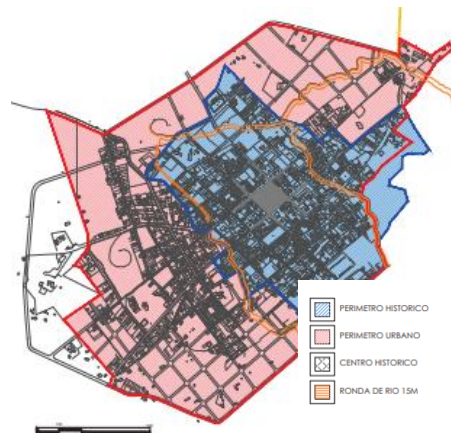 PERIMETRO HISTORICO
PERIMETRO URBANO
CENTRO HISTORICO
RONDA DE RIO 15M